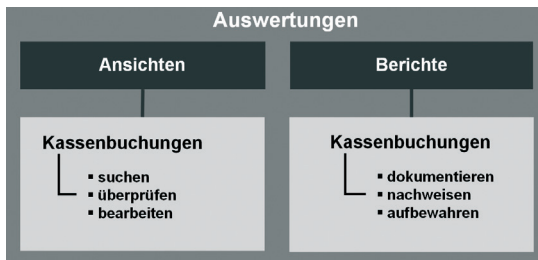 Auswertungen
Ansichten
Kassenbuchungen
▪ suchen
▪ überprüfen
▪ bearbeiten
Berichte
Kassenbuchungen
▪ dokumentieren
▪ nachweisen
▪ aufbewahren